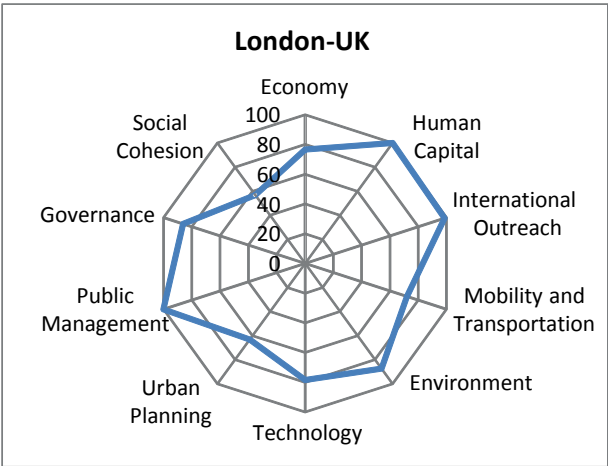 London-UK
Economy
100
80
60
40
20
0
Human
Capital
International
Outreach
Mobility and
Transportation
Environment
Technology
Urban
Planning
Public
Management
Governance
Social
Cohesion